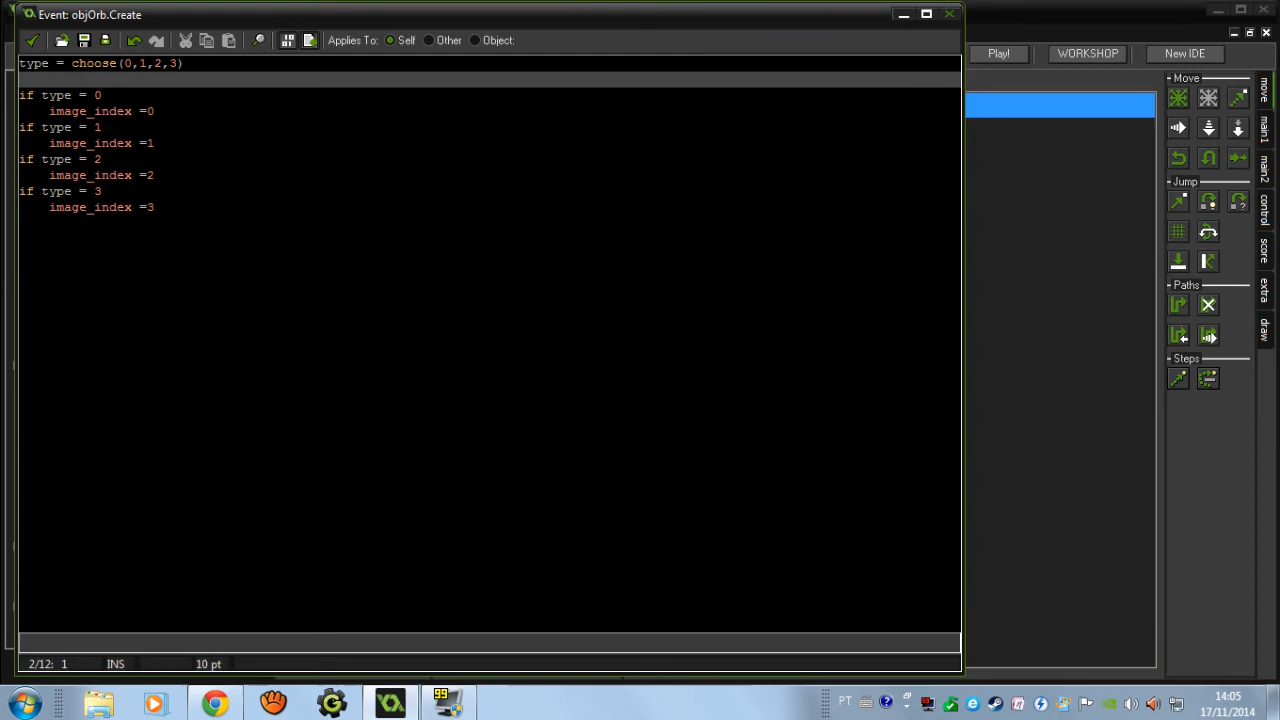 Event: objOrb.Create
Applies To: Self Other Object:
Play! WORKSHOP New IDE
type = choose(0,1,2,3)
if type = 0
image_index =0
if type = 1
image_index =1
if type = 2
image_index =2
if type = 3
image_index =3
2/12: 1 INS 10 pt
Move
Jump
Paths
Steps
move
main1
main2
control
score
extra
draw
99
PT
14:05
17/11/2014